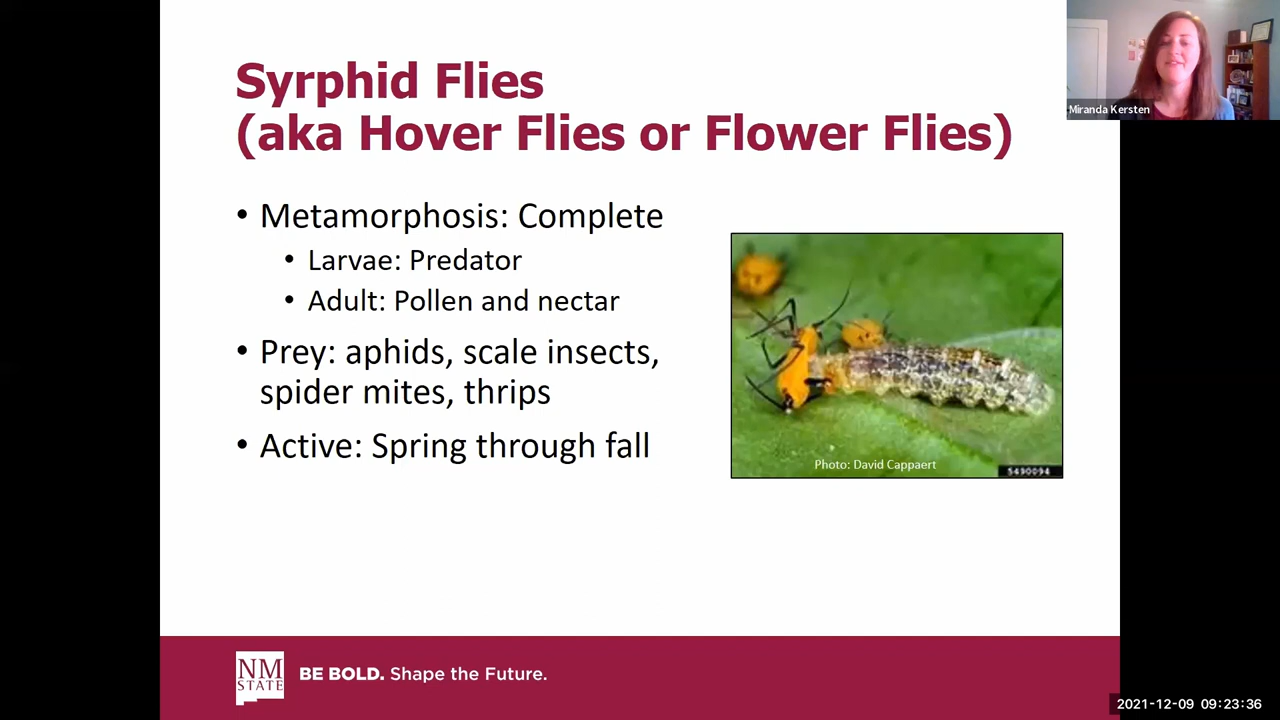 Syrphid Flies
(aka Hover Flies or Flower Flies)
Miranda Kersten
• Metamorphosis: Complete
• Larvae: Predator
• Adult: Pollen and nectar
• Prey: aphids, scale insects,
spider mites, thrips
• Active: Spring through fall
Photo: David Cappaert
5490094
NM
STATE
BE BOLD. Shape the Future.
2021-12-09 09:23:36